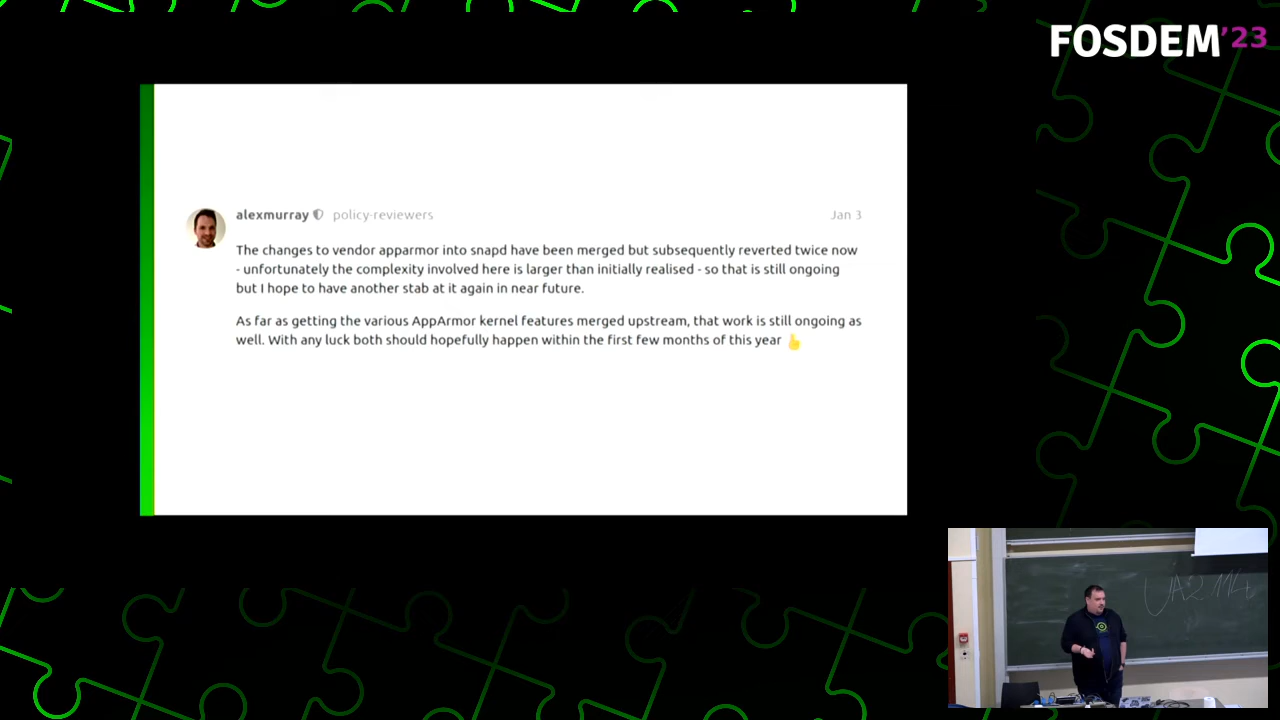 FOSDEM'23
alexmurray policy-reviewers Jan 3
The changes to vendor apparmor into snapd have been merged but subsequently reverted twice now
- unfortunately the complexity involved here is larger than initially realised - so that is still ongoing
but I hope to have another stab at it again in near future.
As far as getting the various AppArmor kernel features merged upstream, that work is still ongoing as
well. With any luck both should hopefully happen within the first few months of this year
UA2.114